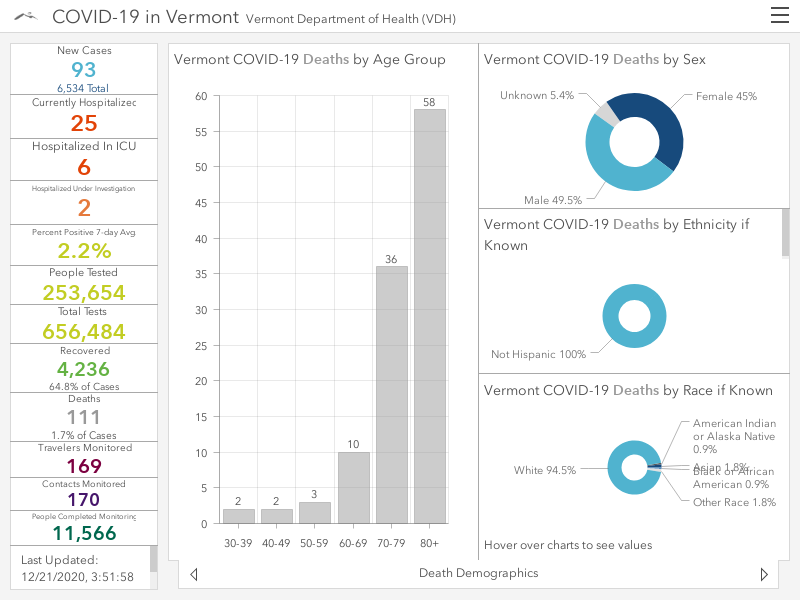 COVID-19 in Vermont Vermont Department of Health (VDH)
New Cases
93
6,534 Total
Currently Hospitalized
25
Hospitalized In ICU
6
Hospitalized Under Investigation
2
Percent Positive 7-day Avg
2.2%
People Tested
253,654
Total Tests
656,484
Recovered
4,236
64.8% of Cases
Deaths
111
1.7% of Cases
Travelers Monitored
169
Contacts Monitored
170
People Completed Monitoring
11,566
Last Updated:
12/21/2020, 3:51:58
Vermont COVID-19 Deaths by Age Group
60
55
50
45
40
35
30
25
20
15
10
5
0
2
2
3
10
36
58
30-39 40-49 50-59 60-69 70-79 80+
Vermont COVID-19 Deaths by Sex
Unknown 5.4%
Female 45%
Male 49.5%
Vermont COVID-19 Deaths by Ethnicity if
Known
Not Hispanic 100%
Vermont COVID-19 Deaths by Race if Known
American Indian
or Alaska Native
0.9%
White 94.5%
Asian 1.8%
Black or African
American 0.9%
Other Race 1.8%
Hover over charts to see values
Death Demographics